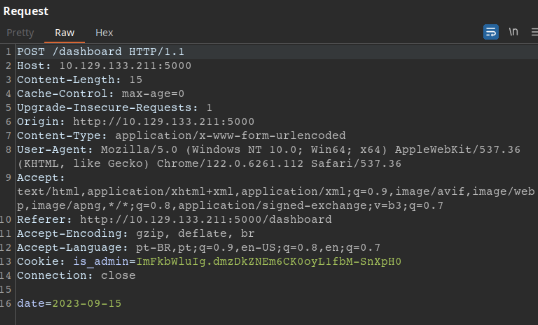 Request
Pretty Raw Hex
\n
1 POST /dashboard HTTP/1.1
2 Host: 10.129.133.211:5000
3 Content-Length: 15
4 Cache-Control: max-age=0
5 Upgrade-Insecure-Requests: 1
6 Origin: http://10.129.133.211:5000
7 Content-Type: application/x-www-form-urlencoded
8 User-Agent: Mozilla/5.0 (Windows NT 10.0; Win64; x64) AppleWebKit/537.36
(KHTML, like Gecko) Chrome/122.0.6261.112 Safari/537.36
9 Accept:
text/html,application/xhtml+xml,application/xml;q=0.9,image/avif,image/web
p,image/apng,*/*;q=0.8,application/signed-exchange;v=b3;q=0.7
10 Referer: http://10.129.133.211:5000/dashboard
11 Accept-Encoding: gzip, deflate, br
12 Accept-Language: pt-BR,pt;q=0.9,en-US;q=0.8,en;q=0.7
13 Cookie: is_admin=ImFkbWluIg.dmzDkZNEm6CK0oyL1fbM-SnXpH0
14 Connection: close
15
16 date=2023-09-15